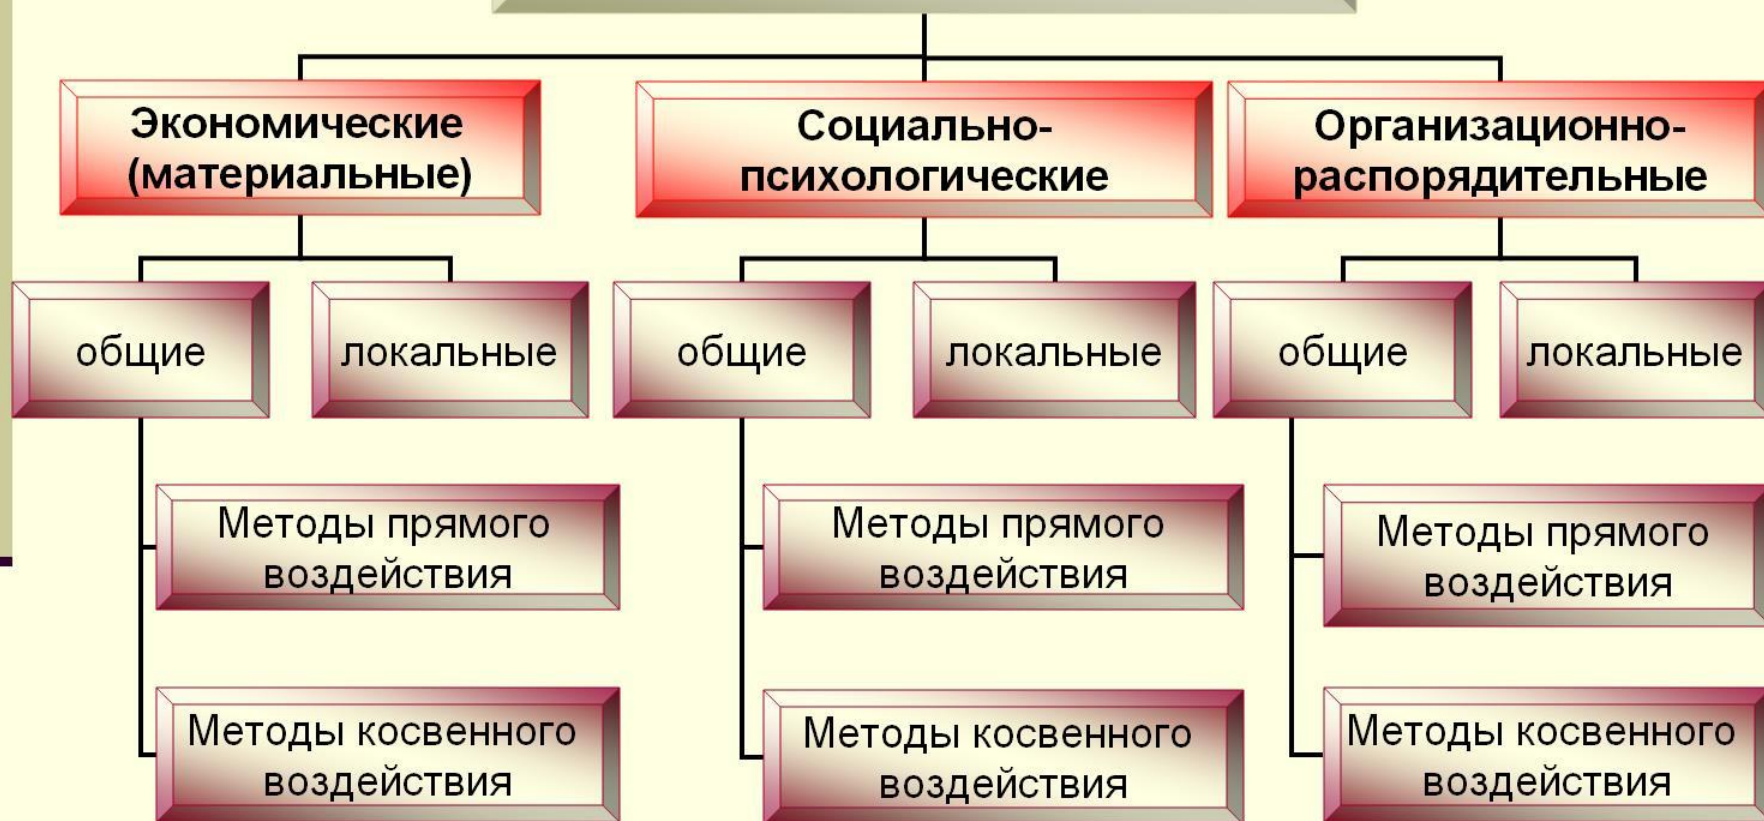 Экономические
(материальные)
Социально-
психологические
Организационно-
распорядительные
общие
локальные
общие
локальные
общие
локальные
Методы прямого
воздействия
Методы прямого
воздействия
Методы прямого
воздействия
Методы косвенного
воздействия
Методы косвенного
воздействия
Методы косвенного
воздействия